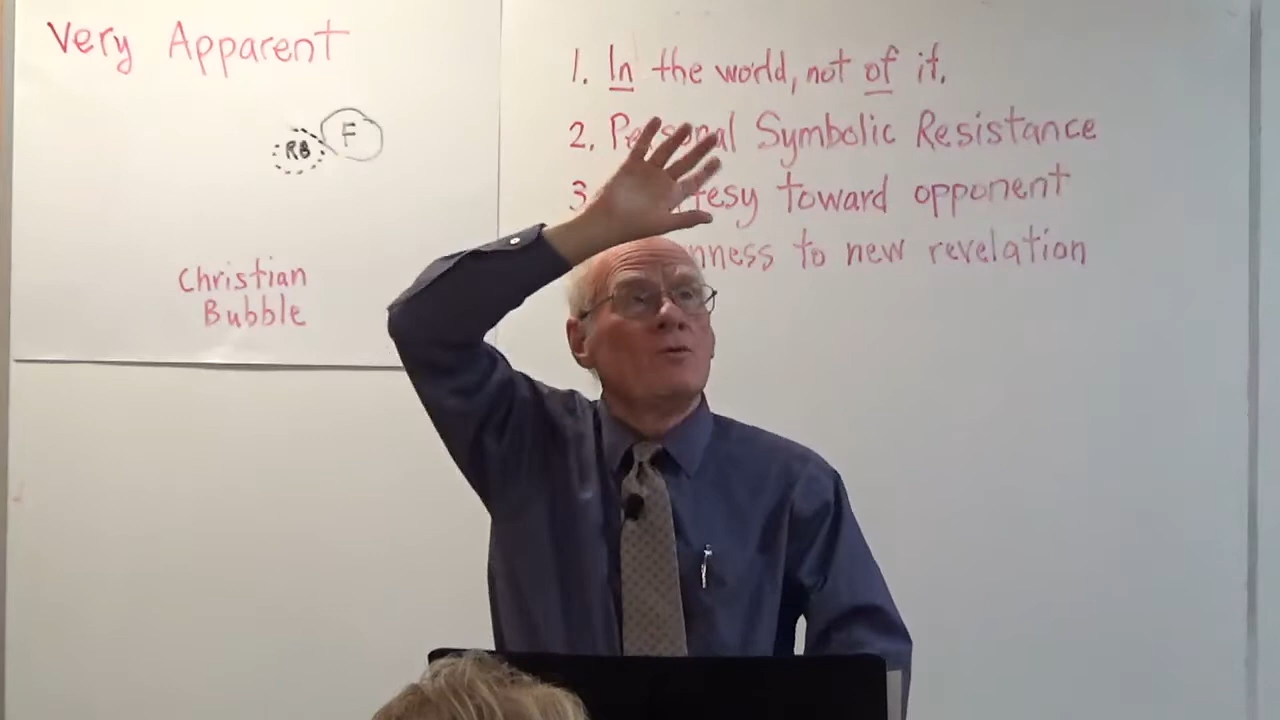 Very Apparent
RB F
Christian
Bubble
1. In the world, not of it.
2. Symbolic Resistance
3. toward opponent
to new revelation